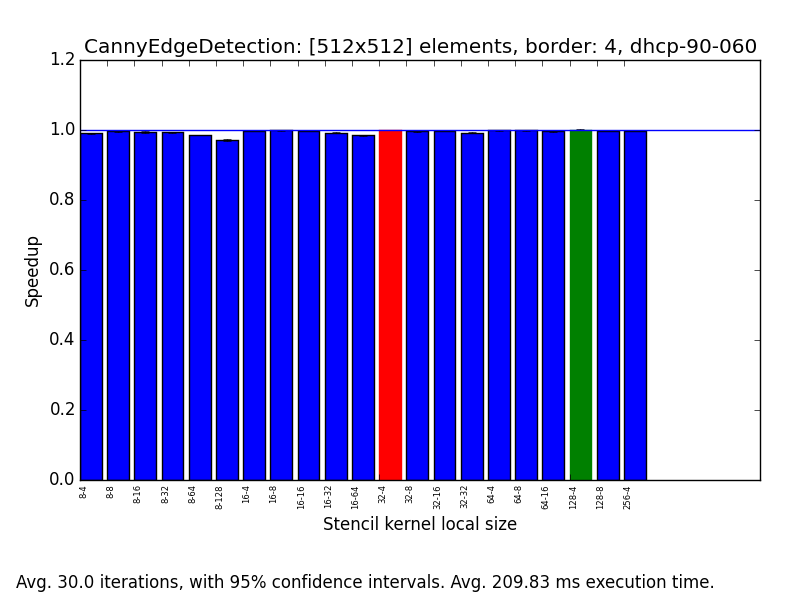 CannyEdgeDetection: [512x512] elements, border: 4, dhcp-90-060
1.2
1.0
0.8
0.6
0.4
0.2
0.0
Speedup
8-4 8-8 8-16 8-32 8-64 8-128 16-4 16-8 16-16 16-32 16-64 32-4 32-8 32-16 32-32 64-4 64-8 64-16 128-4 128-8 256-4
Stencil kernel local size
Avg. 30.0 iterations, with 95% confidence intervals. Avg. 209.83 ms execution time.